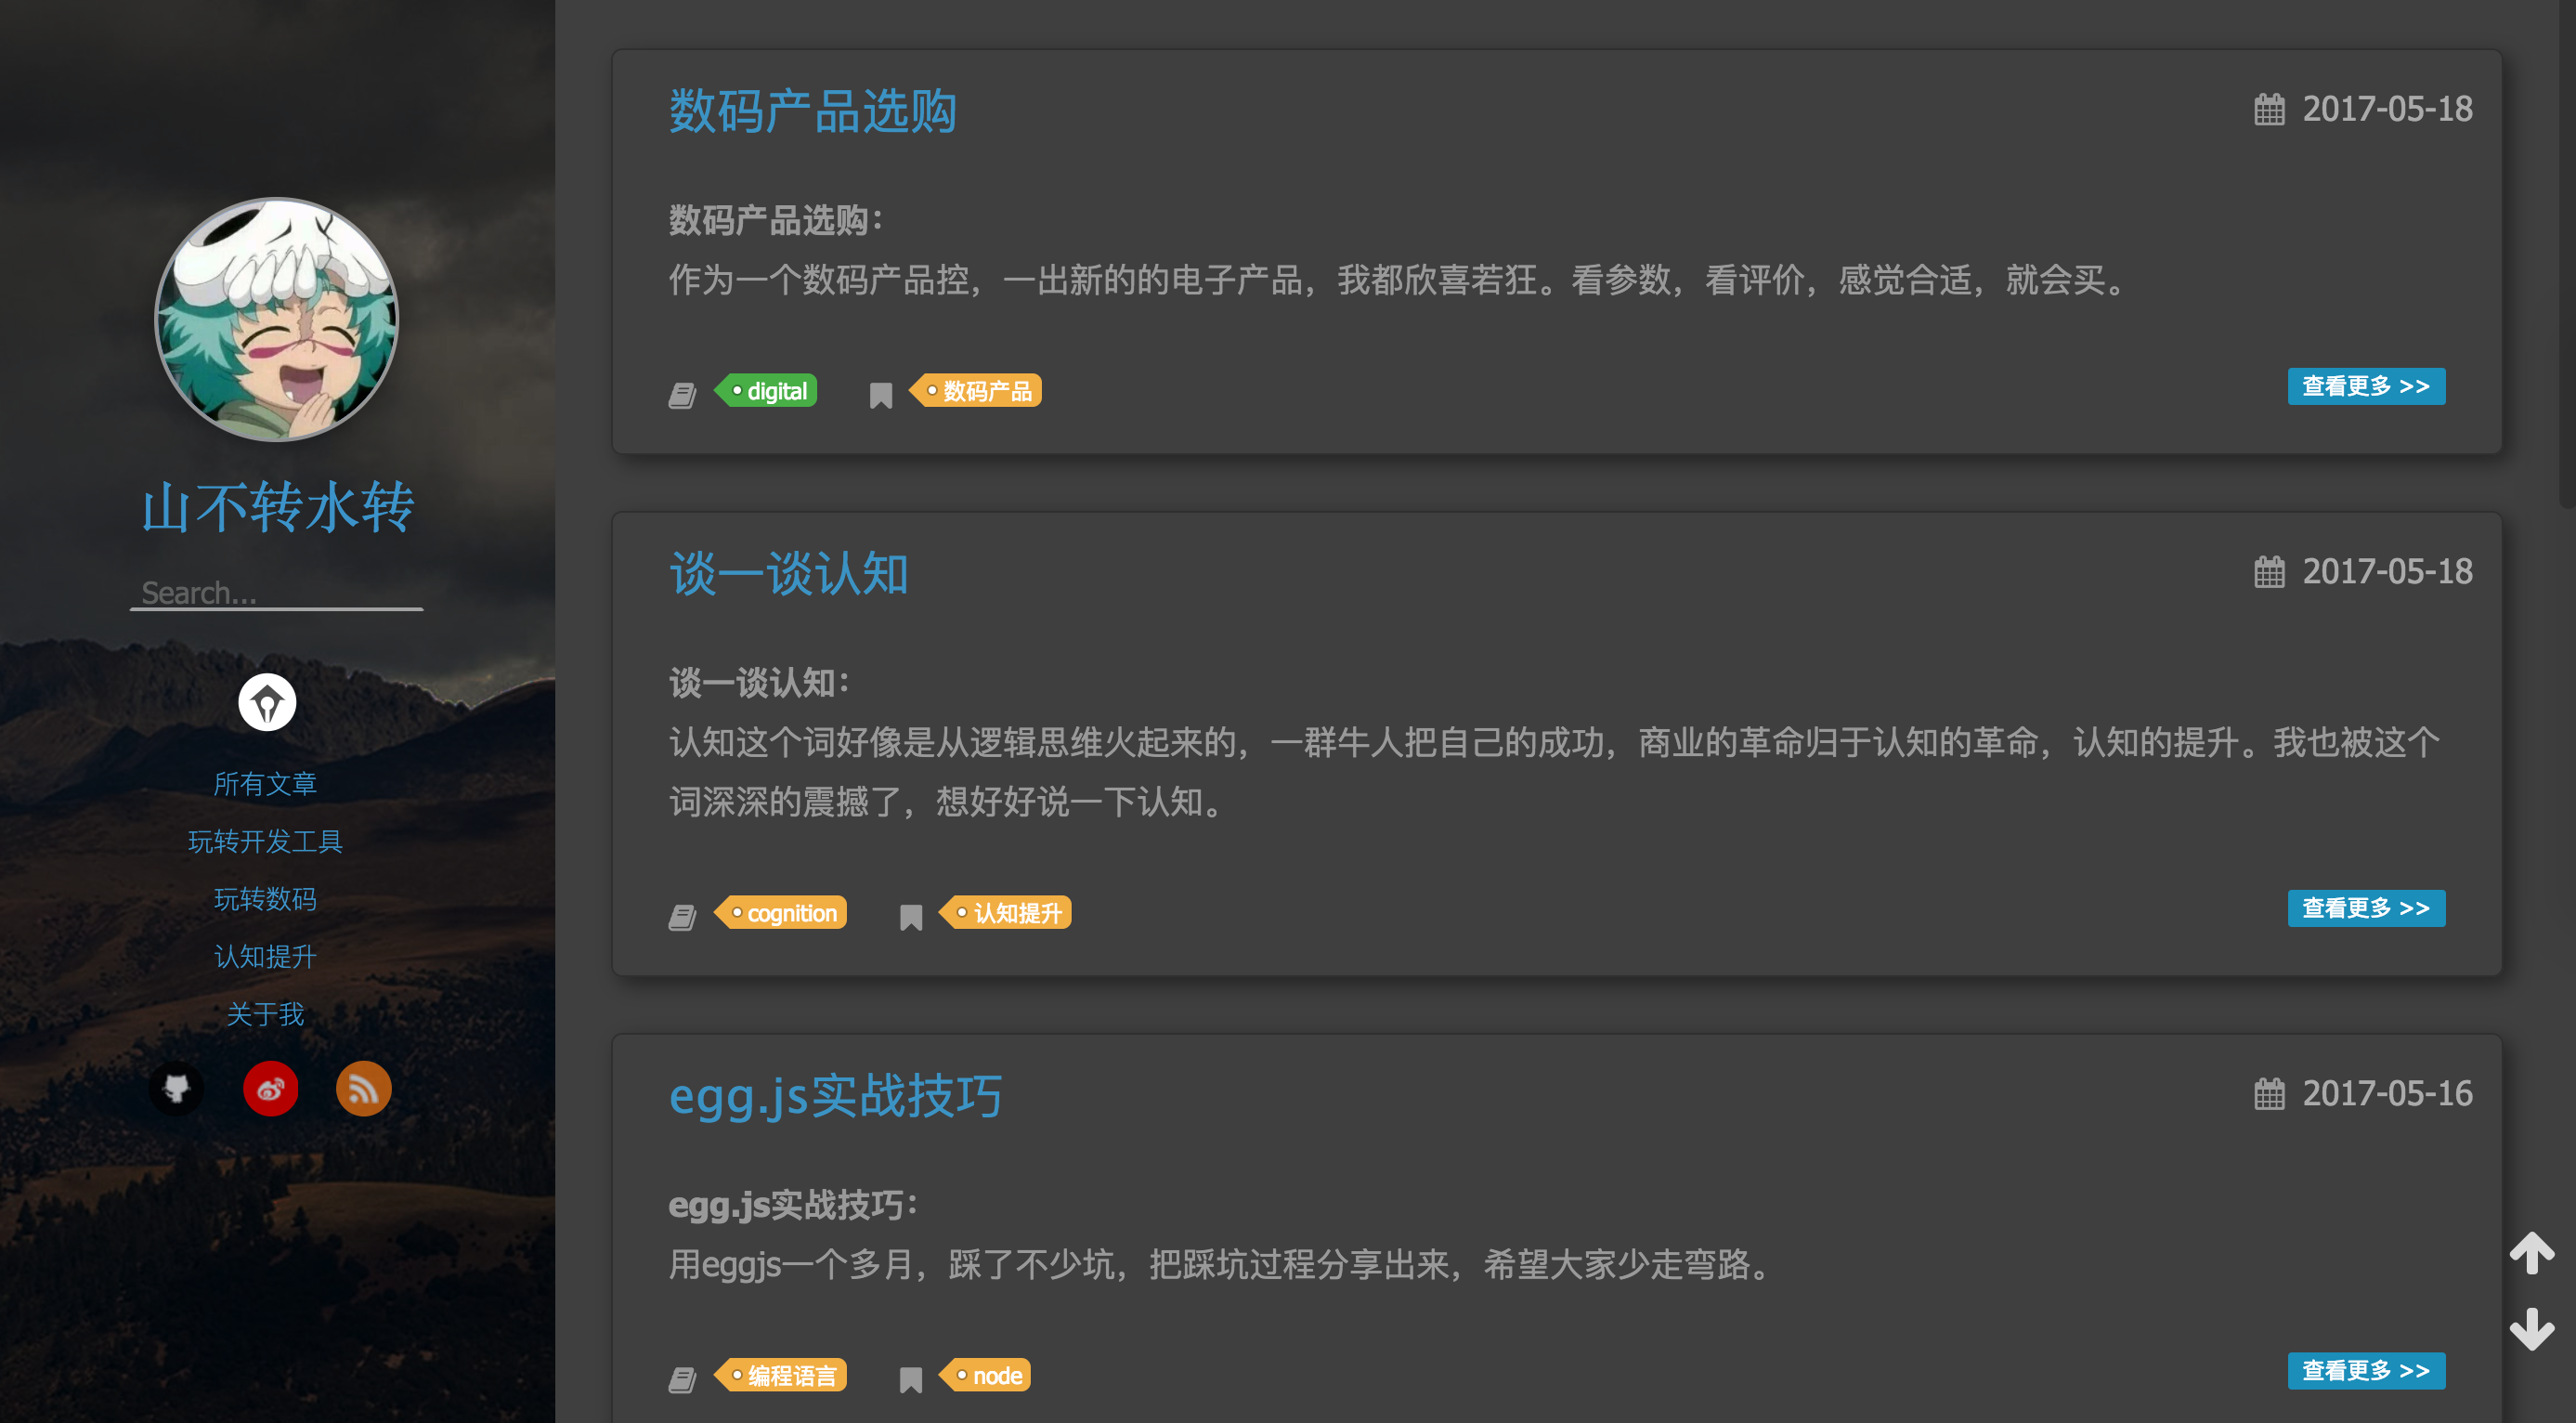 山不转水转
Search...
所有文章
玩转开发工具
玩转数码
认知提升
关于我
数码产品选购
2017-05-18
数码产品选购：
作为一个数码产品控，一出新的的电子产品，我都欣喜若狂。看参数，看评价，感觉合适，就会买。
digital 数码产品
查看更多 >>
谈一谈认知
2017-05-18
谈一谈认知：
认知这个词好像是从逻辑思维火起来的，一群牛人把自己的成功，商业的革命归于认知的革命，认知的提升。我也被这个
词深深的震撼了，想好好说一下认知。
cognition 认知提升
查看更多 >>
egg.js实战技巧
2017-05-16
egg.js实战技巧：
用eggjs一个多月，踩了不少坑，把踩坑过程分享出来，希望大家少走弯路。
编程语言 node
查看更多 >>